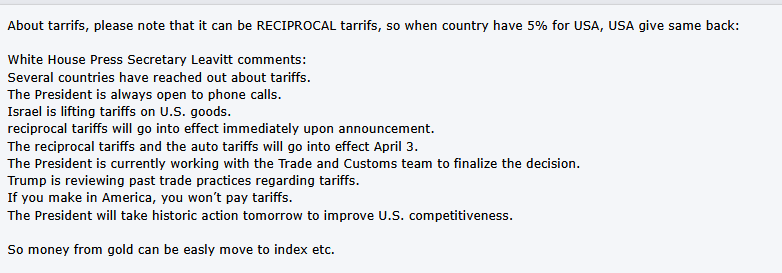 About tarrifs, please note that it can be RECIPROCAL tarrifs, so when country have 5% for USA, USA give same back:
White House Press Secretary Leavitt comments:
Several countries have reached out about tariffs.
The President is always open to phone calls.
Israel is lifting tariffs on U.S. goods.
reciprocal tariffs will go into effect immediately upon announcement.
The reciprocal tariffs and the auto tariffs will go into effect April 3.
The President is currently working with the Trade and Customs team to finalize the decision.
Trump is reviewing past trade practices regarding tariffs.
If you make in America, you won’t pay tariffs.
The President will take historic action tomorrow to improve U.S. competitiveness.
So money from gold can be easly move to index etc.